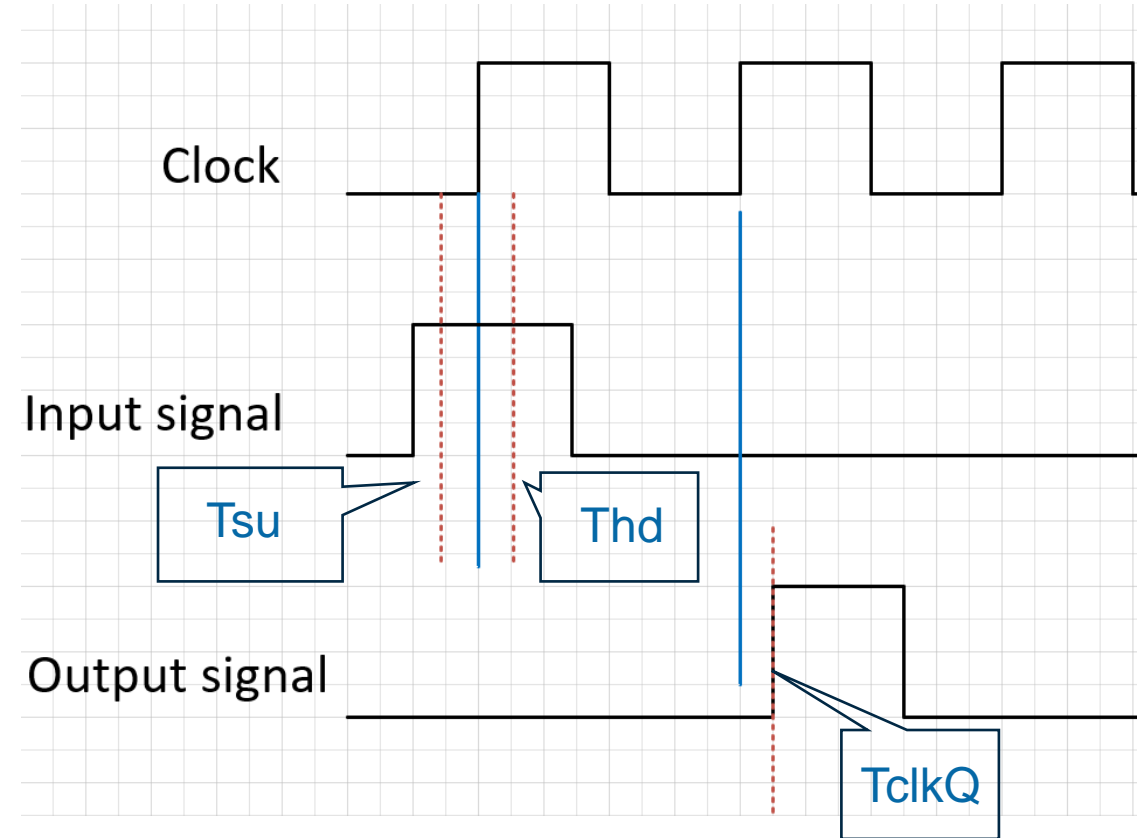 Clock
Input signal
Tsu
Thd
Output signal
TclkQ